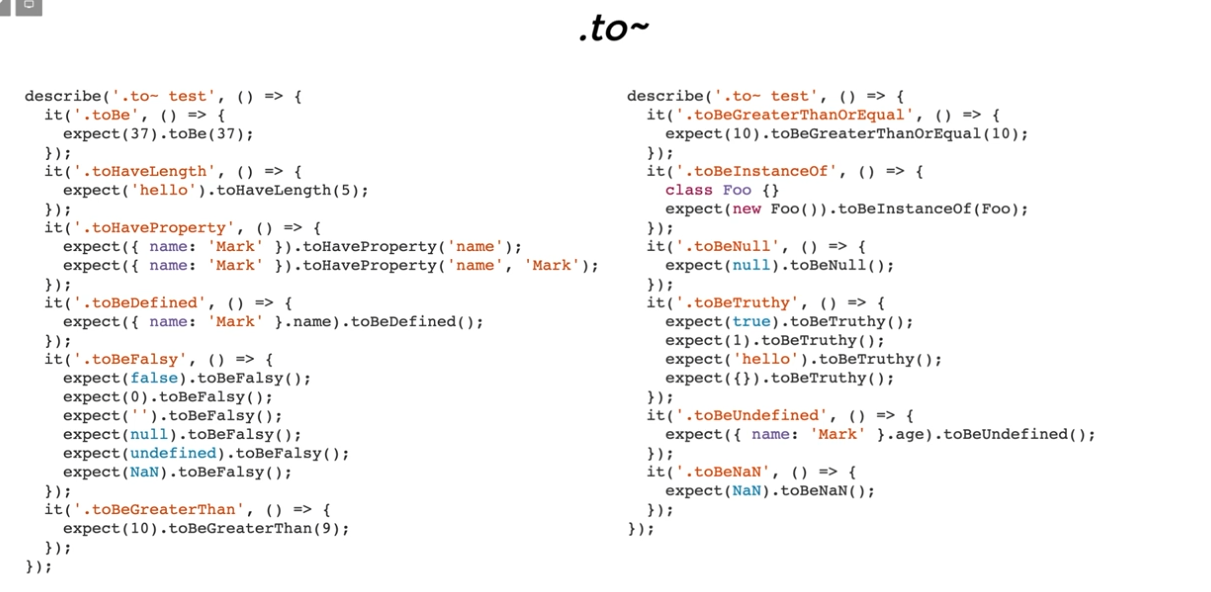 .to~
describe('.to~ test', () => {
it('.toBe', () => {
expect(37).toBe(37);
});
it('.toHaveLength', () => {
expect('hello').toHaveLength(5);
});
it('.toHaveProperty', () => {
expect({ name: 'Mark' }).toHaveProperty('name');
expect({ name: 'Mark' }).toHaveProperty('name', 'Mark');
});
it('.toBeDefined', () => {
expect({ name: 'Mark' }.name).toBeDefined();
});
it('.toBeFalsy', () => {
expect(false).toBeFalsy();
expect(0).toBeFalsy();
expect('').toBeFalsy();
expect(null).toBeFalsy();
expect(undefined).toBeFalsy();
expect(NaN).toBeFalsy();
});
it('.toBeGreaterThan', () => {
expect(10).toBeGreaterThan(9);
});
});
describe('.to~ test', () => {
it('.toBeGreaterThanOrEqual', () => {
expect(10).toBeGreaterThanOrEqual(10);
});
it('.toBeInstanceOf', () => {
class Foo {}
expect(new Foo()).toBeInstanceOf(Foo);
});
it('.toBeNull', () => {
expect(null).toBeNull();
});
it('.toBeTruthy', () => {
expect(true).toBeTruthy();
expect(1).toBeTruthy();
expect('hello').toBeTruthy();
expect({}).toBeTruthy();
});
it('.toBeUndefined', () => {
expect({ name: 'Mark' }.age).toBeUndefined();
});
it('.toBeNaN', () => {
expect(NaN).toBeNaN();
});
});